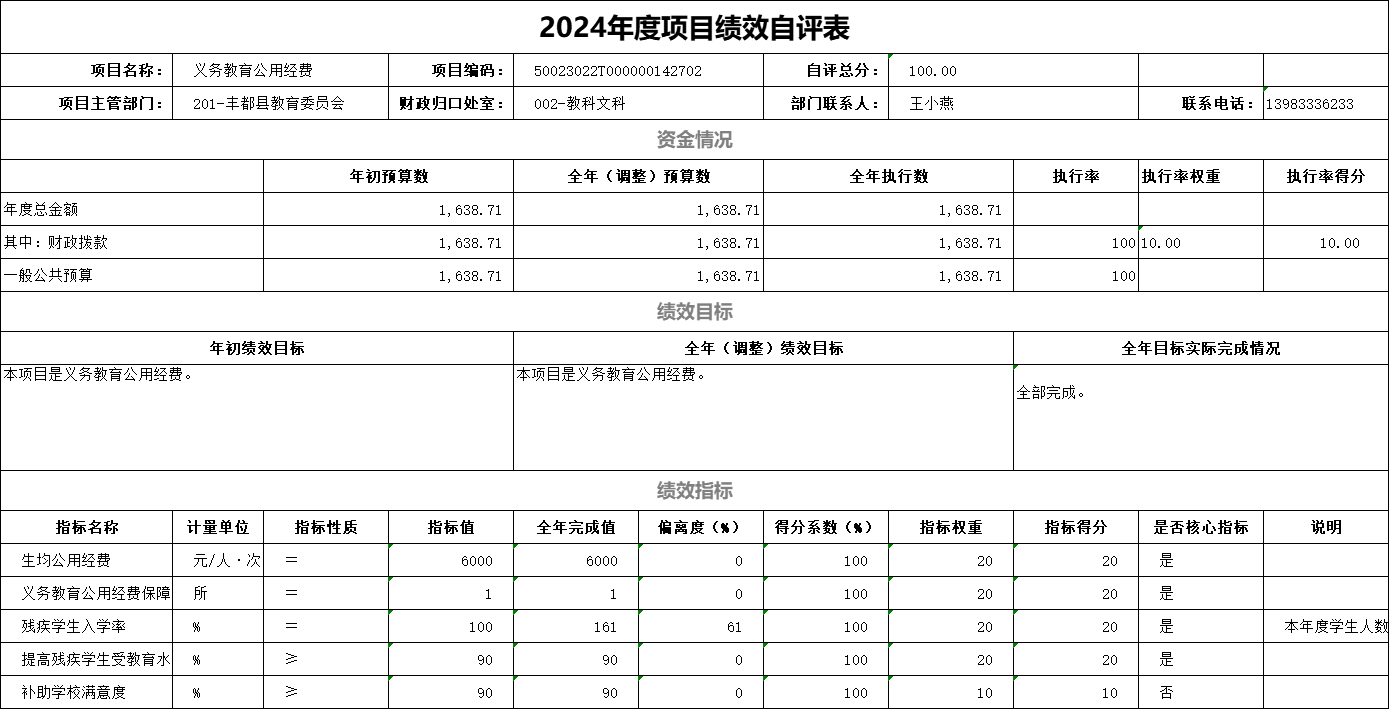 2024年度项目绩效自评表
项目名称： 义务教育公用经费 项目编码： 50023022T000000142702 自评总分： 100.00
项目主管部门： 201-丰都县教育委员会 财政归口处室： 002-教科文科 部门联系人： 王小燕 联系电话： 13983336233
资金情况
年初预算数 全年（调整）预算数 全年执行数 执行率 执行率权重 执行率得分
年度总金额 1,638.71 1,638.71 1,638.71
其中：财政拨款 1,638.71 1,638.71 1,638.71 100 10.00 10.00
一般公共预算 1,638.71 1,638.71 1,638.71 100
绩效目标
年初绩效目标 全年（调整）绩效目标 全年目标实际完成情况
本项目是义务教育公用经费。 本项目是义务教育公用经费。 全部完成。
绩效指标
指标名称 计量单位 指标性质 指标值 全年完成值 偏离度（%） 得分系数（%） 指标权重 指标得分 是否核心指标 说明
生均公用经费 元/人·次 ＝ 6000 6000 0 100 20 20 是
义务教育公用经费保障 所 ＝ 1 1 0 100 20 20 是
残疾学生入学率 % ＝ 100 161 61 100 20 20 是 本年度学生人数
提高残疾学生受教育水 % ≥ 90 90 0 100 20 20 是
补助学校满意度 % ≥ 90 90 0 100 10 10 否